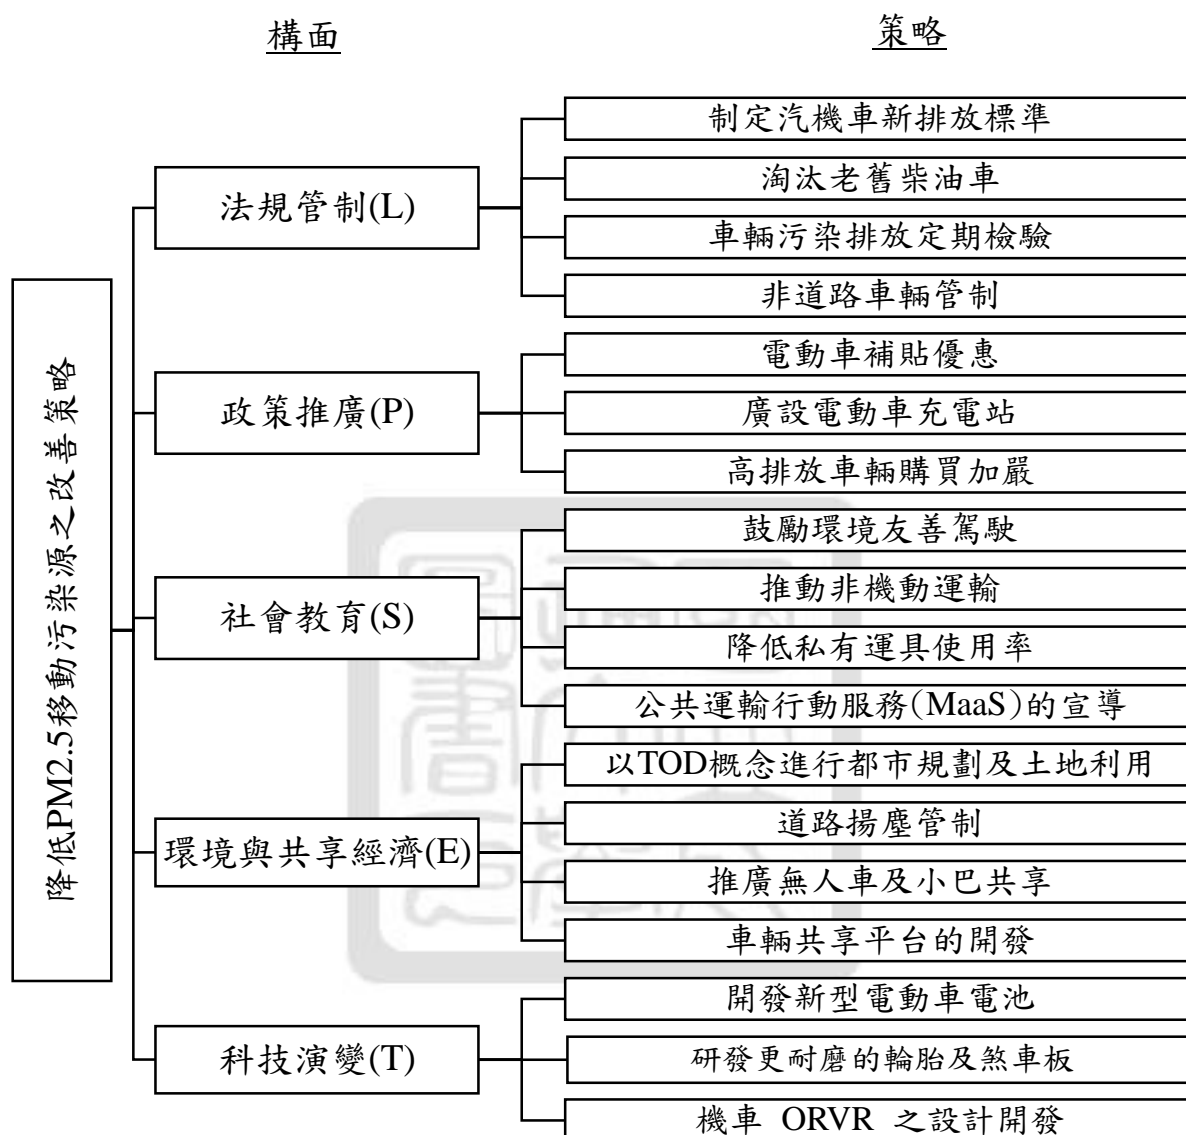 構面
策略
降低PM2.5移動污染源之改善策略
法規管制(L)
制定汽機車新排放標準
淘汰老舊柴油車
車輛污染排放定期檢驗
非道路車輛管制
政策推廣(P)
電動車補貼優惠
廣設電動車充電站
高排放車輛購買加嚴
社會教育(S)
鼓勵環境友善駕駛
推動非機動運輸
降低私有運具使用率
公共運輸行動服務(MaaS)的宣導
環境與共享經濟(E)
以TOD概念進行都市規劃及土地利用
道路揚塵管制
推廣無人車及小巴共享
車輛共享平台的開發
科技演變(T)
開發新型電動車電池
研發更耐磨的輪胎及煞車板
機車 ORVR 之設計開發